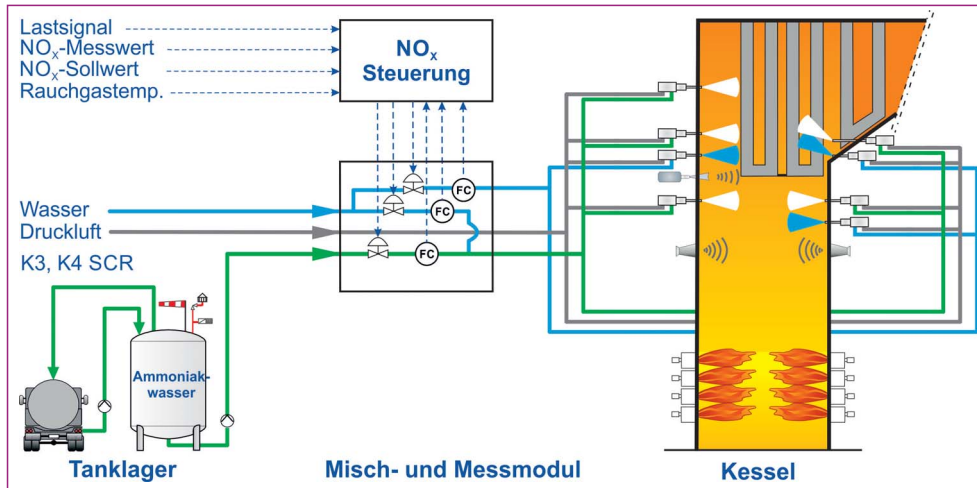 Lastsignal
NOx-Messwert
NOx-Sollwert
Rauchgastemp.
NOx
Steuerung
Wasser
Druckluft
K3, K4 SCR
FC
FC
FC
Ammoniak-
wasser
Tanklager
Misch- und Messmodul
Kessel